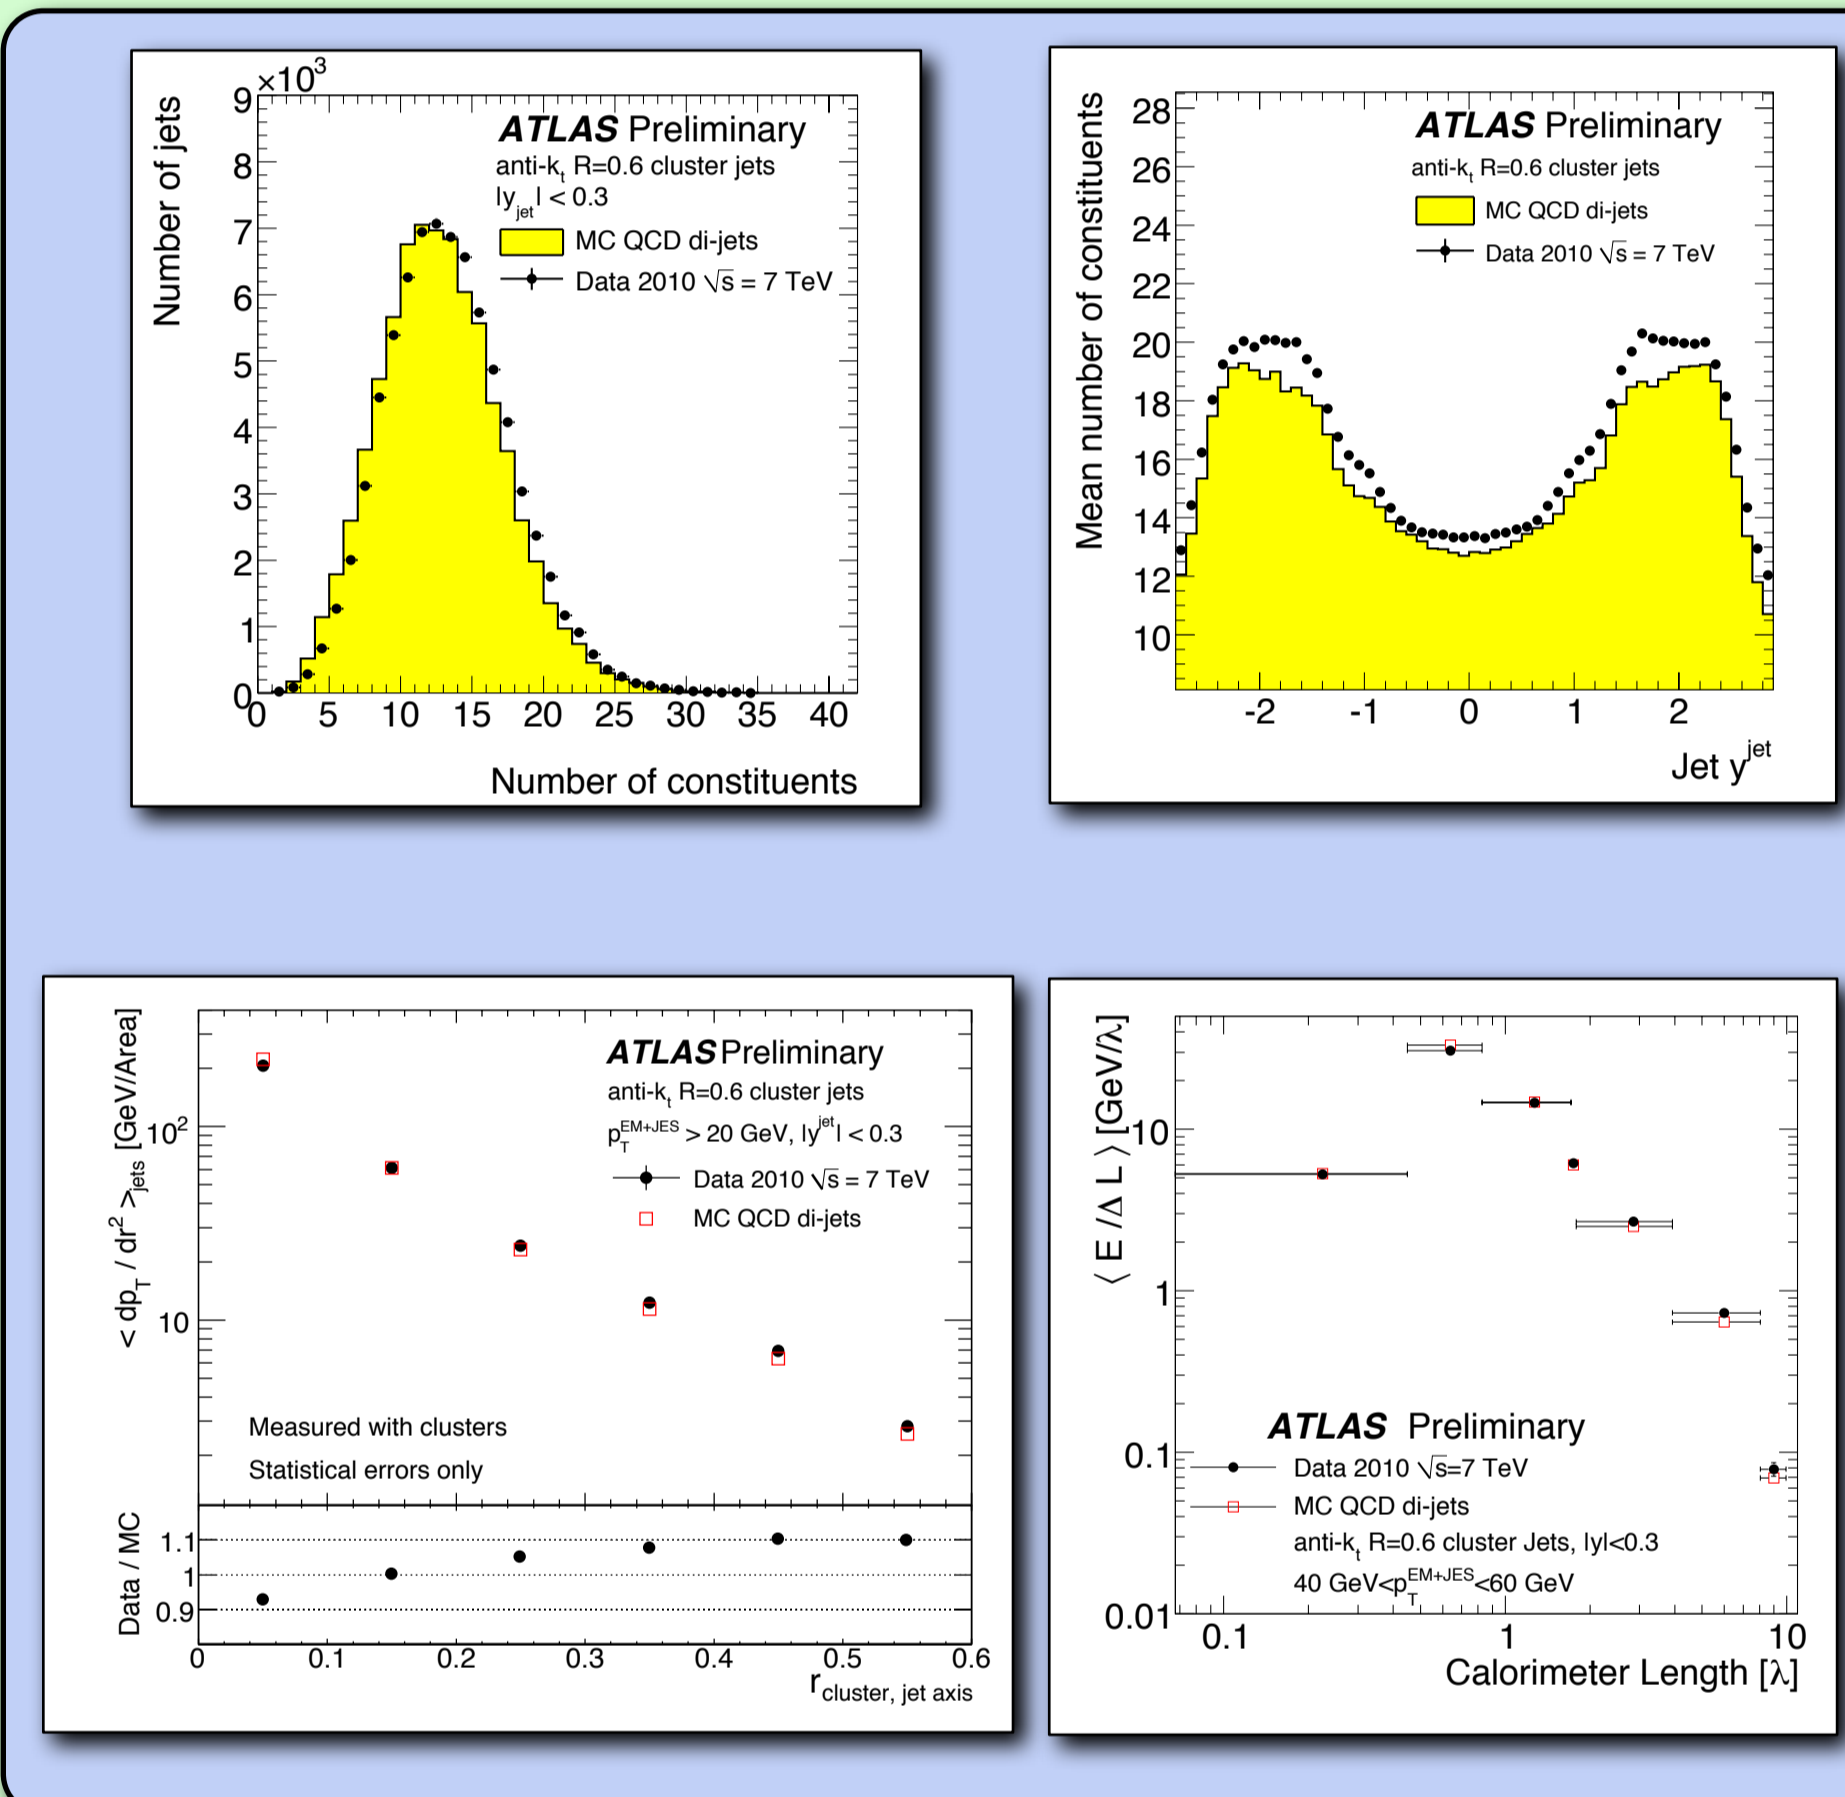 ×10³
Number of jets
9
8
7
6
5
4
3
2
1
0
ATLAS Preliminary
anti-kₜ R=0.6 cluster jets
|y_jet| < 0.3
MC QCD di-jets
Data 2010 √s = 7 TeV
0 5 10 15 20 25 30 35 40
Number of constituents
Mean number of constituents
28
26
24
22
20
18
16
14
12
10
ATLAS Preliminary
anti-kₜ R=0.6 cluster jets
MC QCD di-jets
Data 2010 √s = 7 TeV
-2 -1 0 1 2
Jet y^jet
< dp_T / dr² >_jets [GeV/Area]
10²
10
ATLAS Preliminary
anti-kₜ R=0.6 cluster jets
p_T^EM+JES > 20 GeV, |y^jet| < 0.3
Data 2010 √s = 7 TeV
MC QCD di-jets
Measured with clusters
Statistical errors only
Data / MC
1.1
1
0.9
0 0.1 0.2 0.3 0.4 0.5 0.6
r_cluster, jet axis
⟨ E /Δ L ⟩ [GeV/λ]
10
1
0.1
0.01
ATLAS Preliminary
Data 2010 √s=7 TeV
MC QCD di-jets
anti-kₜ R=0.6 cluster Jets, |y|<0.3
40 GeV<p_T^EM+JES<60 GeV
0.1 1 10
Calorimeter Length [λ]